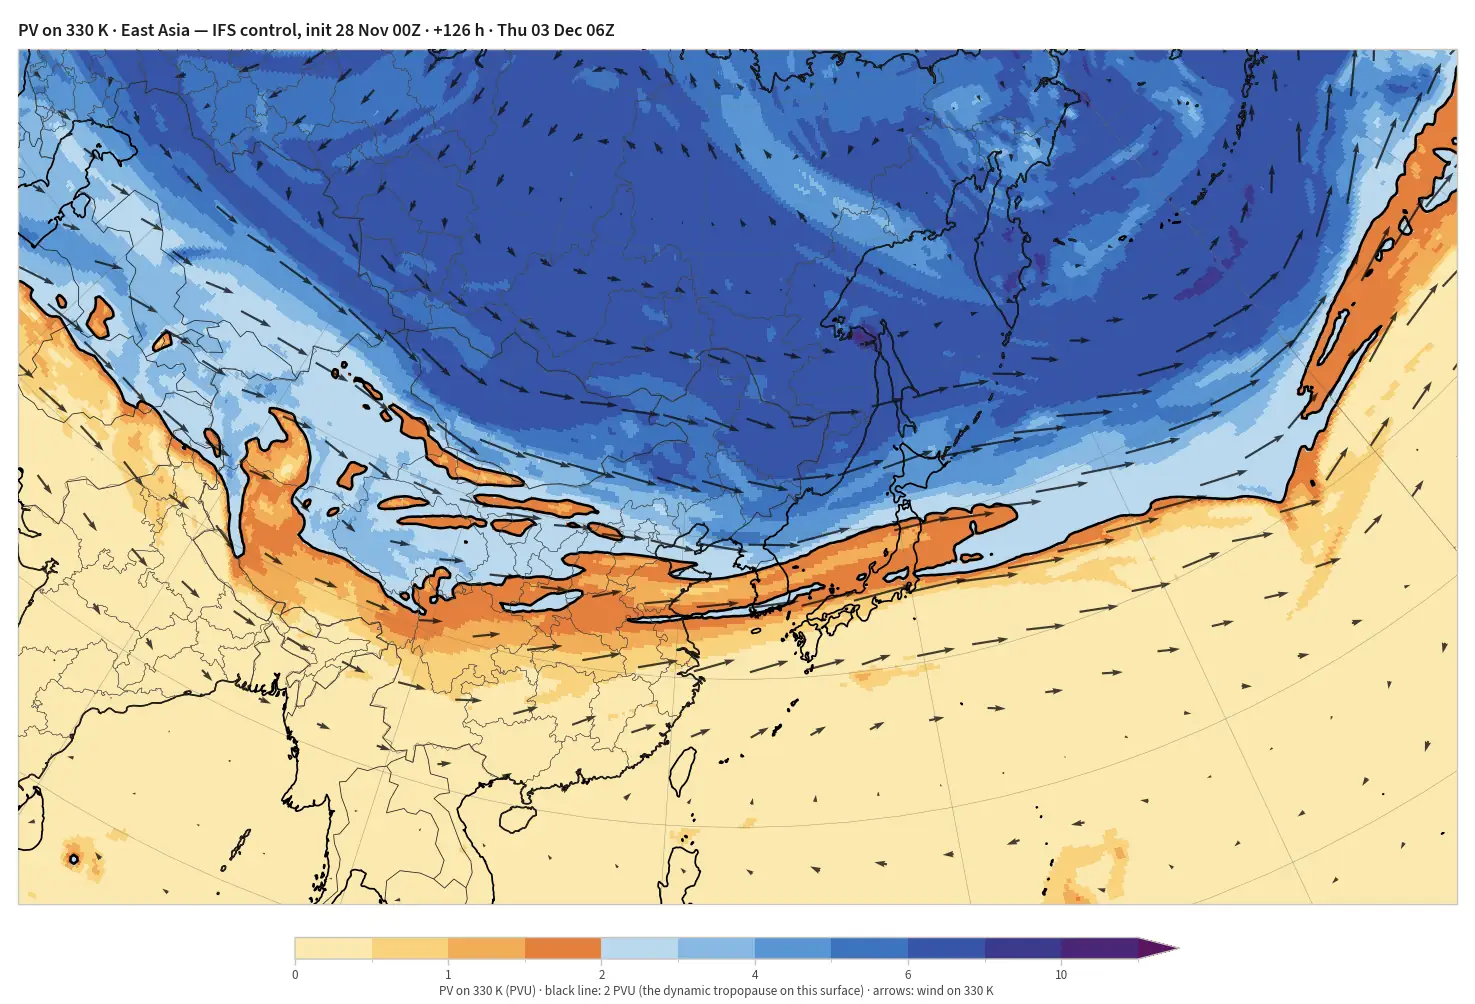 PV on 330 K · East Asia — IFS control, init 28 Nov 00Z · +126 h · Thu 03 Dec 06Z
0 1 2 4 6 10
PV on 330 K (PVU) · black line: 2 PVU (the dynamic tropopause on this surface) · arrows: wind on 330 K